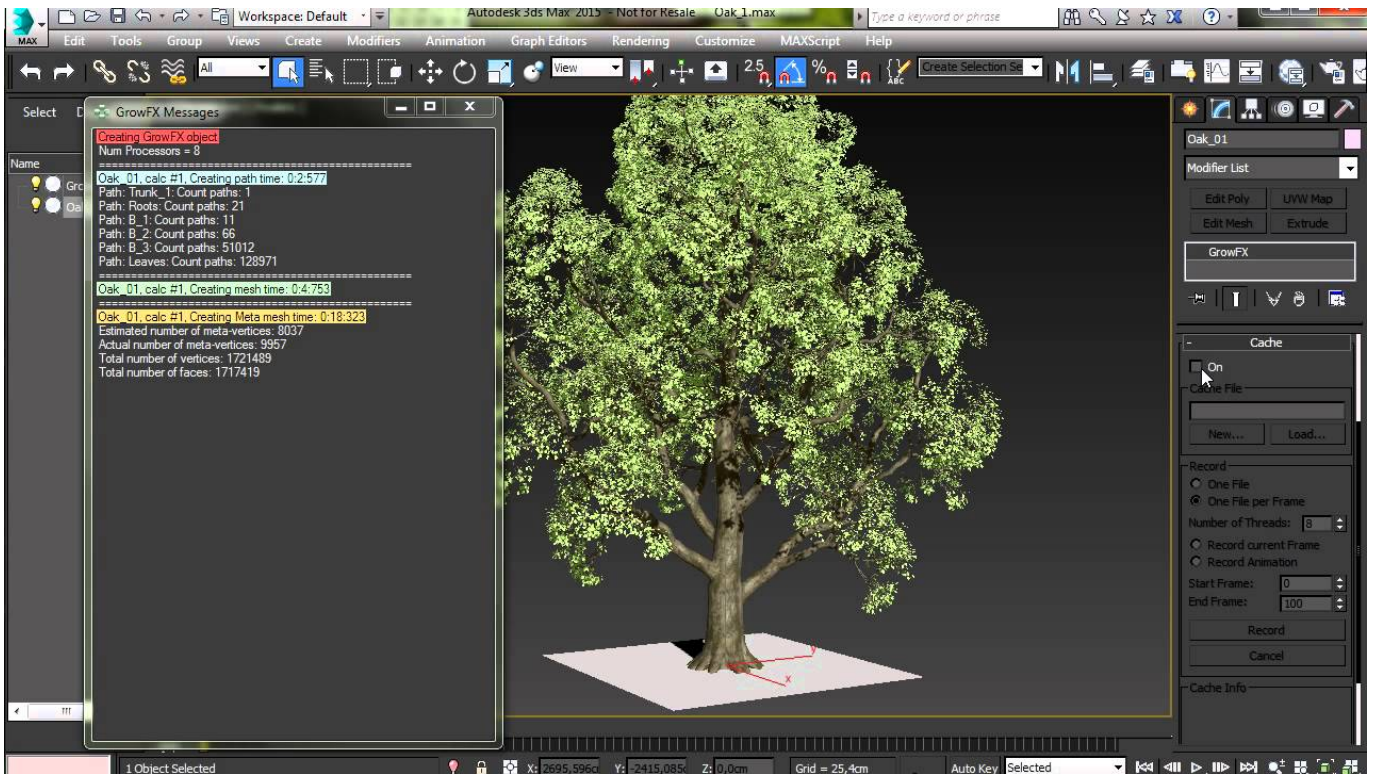 Workspace: Default
Autodesk 3ds Max 2015 - Not for Resale Oak_1.max
Type a keyword or phrase
MAX
Edit Tools Group Views Create Modifiers Animation Graph Editors Rendering Customize MAXScript Help
All
View
2.5
%
ABC
Create Selection Se
Select
Name
GrowFX Messages
Creating GrowFX object
Num Processors = 8
Oak_01, calc #1, Creating path time: 0:2:577
Path: Trunk_1: Count paths: 1
Path: Roots: Count paths: 21
Path: B_1: Count paths: 11
Path: B_2: Count paths: 66
Path: B_3: Count paths: 51012
Path: Leaves: Count paths: 128971
Oak_01, calc #1, Creating mesh time: 0:4:753
Oak_01, calc #1, Creating Meta mesh time: 0:18:323
Estimated number of meta-vertices: 8037
Actual number of meta-vertices: 9957
Total number of vertices: 1721489
Total number of faces: 1717419
y
x
Oak_01
Modifier List
Edit Poly UVW Map
Edit Mesh Extrude
GrowFX
- Cache
On
Cache File
New... Load...
Record
One File
One File per Frame
Number of Threads: 8
Record current Frame
Record Animation
Start Frame: 0
End Frame: 100
Record
Cancel
Cache Info
1 Object Selected
X: 2695,596c Y: -2415,085c Z: 0,0cm
Grid = 25,4cm
Auto Key Selected